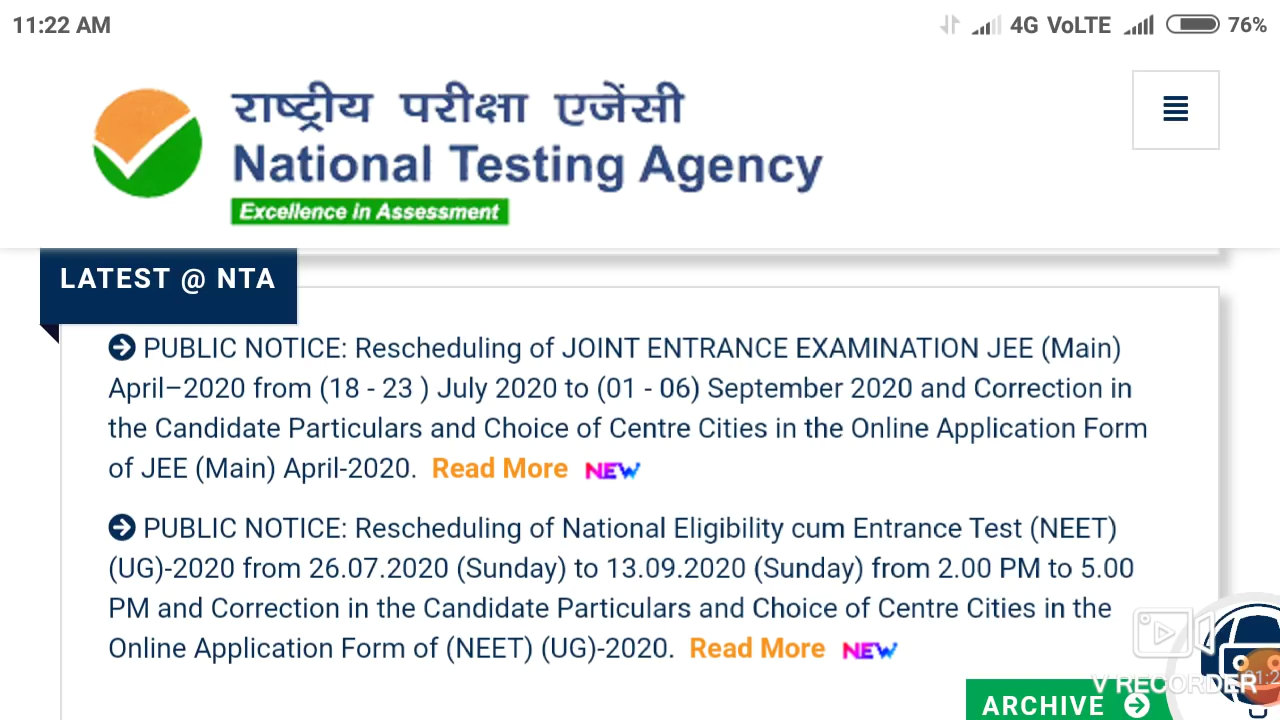 11:22 AM
4G VoLTE 76%
राष्ट्रीय परीक्षा एजेंसी
National Testing Agency
Excellence in Assessment
LATEST @ NTA
PUBLIC NOTICE: Rescheduling of JOINT ENTRANCE EXAMINATION JEE (Main)
April–2020 from (18 - 23 ) July 2020 to (01 - 06) September 2020 and Correction in
the Candidate Particulars and Choice of Centre Cities in the Online Application Form
of JEE (Main) April-2020. Read More NEW
PUBLIC NOTICE: Rescheduling of National Eligibility cum Entrance Test (NEET)
(UG)-2020 from 26.07.2020 (Sunday) to 13.09.2020 (Sunday) from 2.00 PM to 5.00
PM and Correction in the Candidate Particulars and Choice of Centre Cities in the
Online Application Form of (NEET) (UG)-2020. Read More NEW
V RECORDER
ARCHIVE